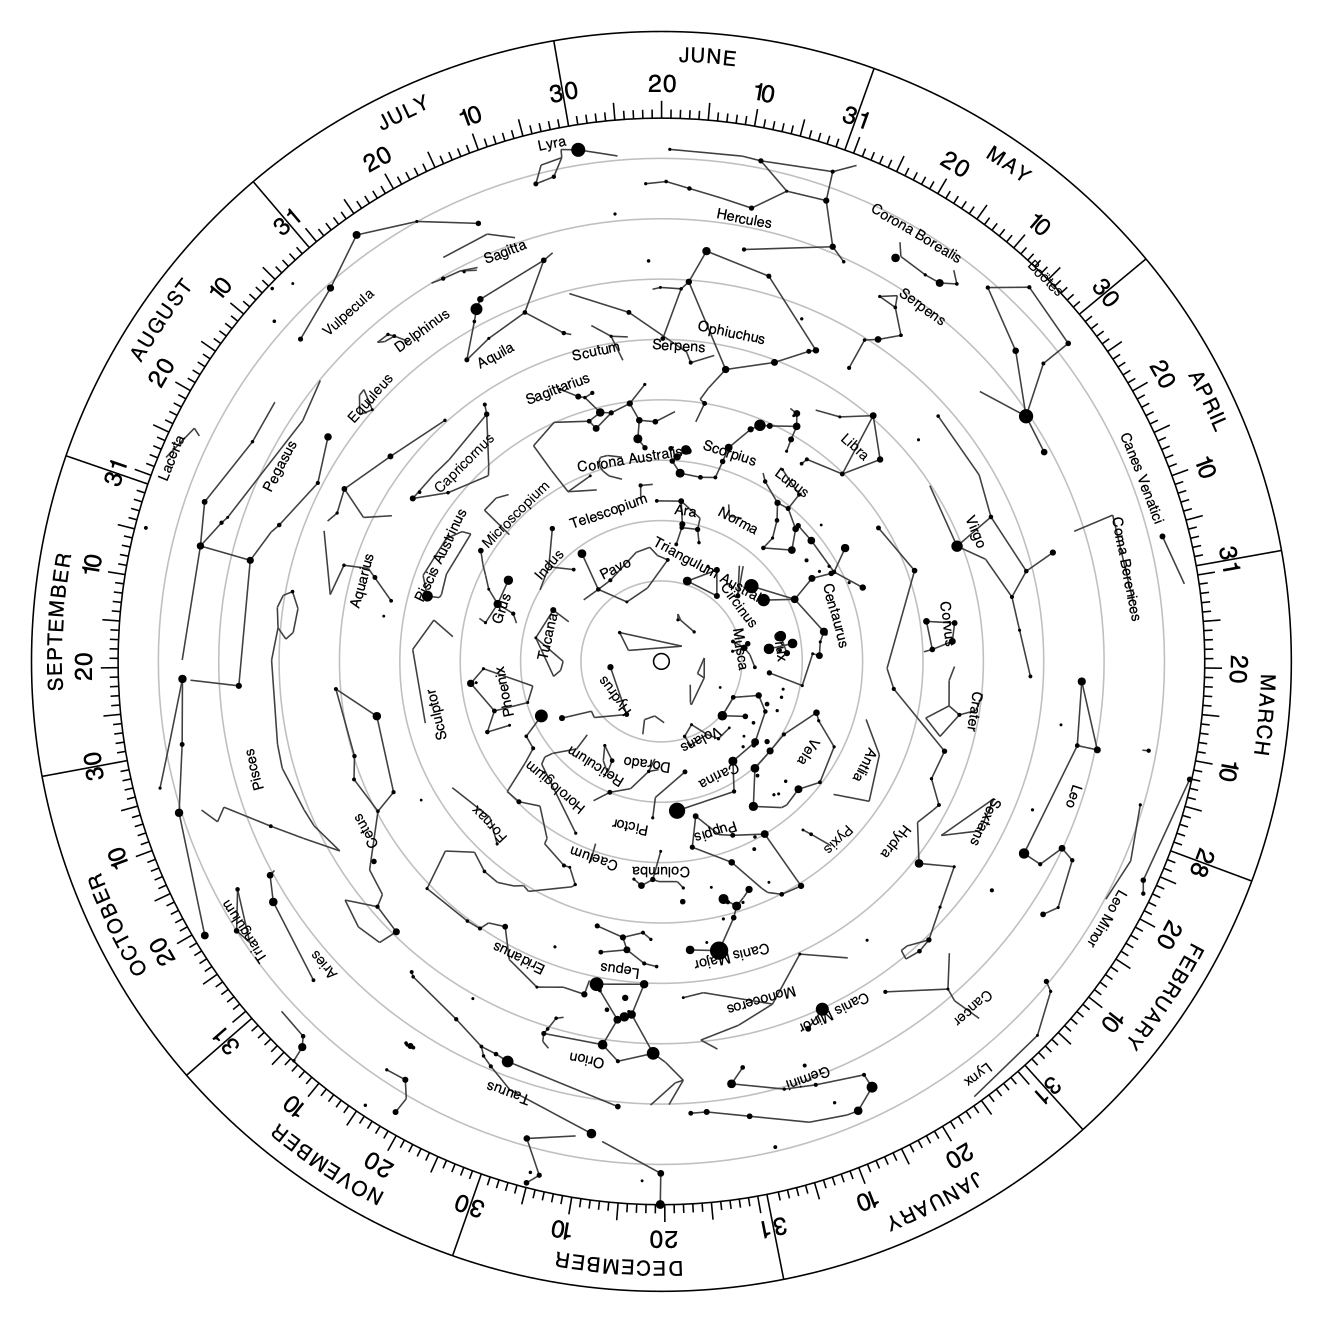 JUNE
30
20
10
31
MAY
20
10
30
APRIL
20
10
31
MARCH
20
10
28
FEBRUARY
20
10
31
JANUARY
20
10
31
DECEMBER
20
10
30
NOVEMBER
20
10
31
OCTOBER
20
10
30
SEPTEMBER
20
10
31
AUGUST
20
10
31
JULY
20
10
Lyra
Hercules
Corona Borealis
Bootes
Sagitta
Serpens
Vulpecula
Delphinus
Aquila
Scutum
Serpens
Ophiuchus
Equuleus
Sagittarius
Lacerta
Pegasus
Capricornus
Corona Australis
Scorpius
Libra
Canes Venatici
Lupus
Microscopium
Telescopium
Ara
Norma
Virgo
Coma Berenices
Piscis Austrinus
Aquarius
Indus
Pavo
Triangulum Australe
Circinus
Centaurus
Grus
Tucana
Musca
Crux
Corvus
Phoenix
Hydrus
Sculptor
Crater
Pisces
Volans
Vela
Antlia
Reticulum
Dorado
Carina
Horologium
Leo
Cetus
Fornax
Pictor
Puppis
Pyxis
Hydra
Sextans
Caelum
Columba
Triangulum
Aries
Eridanus
Lepus
Canis Major
Leo Minor
Monoceros
Canis Minor
Cancer
Orion
Taurus
Gemini
Lynx